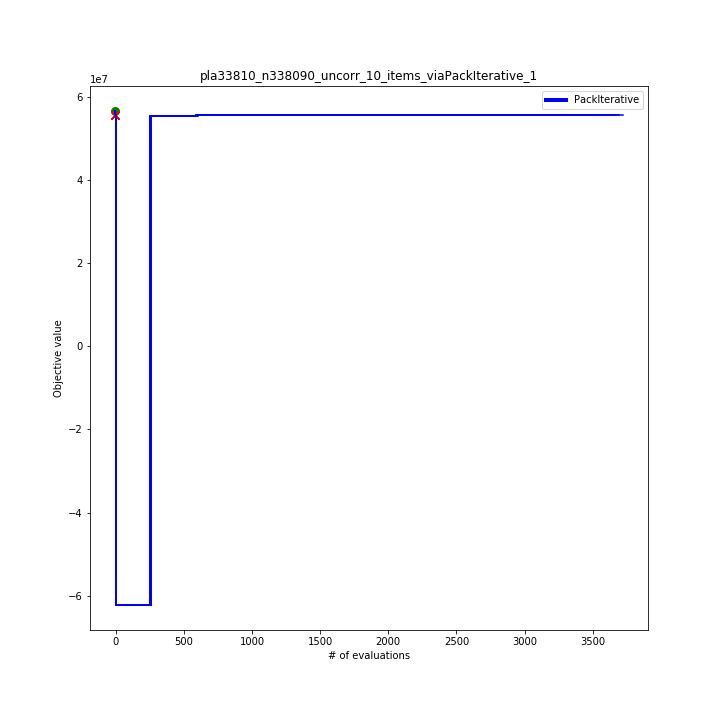 pla33810_n338090_uncorr_10_items_viaPackIterative_1
1e7
PackIterative
6
4
2
0
−2
−4
−6
Objective value
0 500 1000 1500 2000 2500 3000 3500
# of evaluations